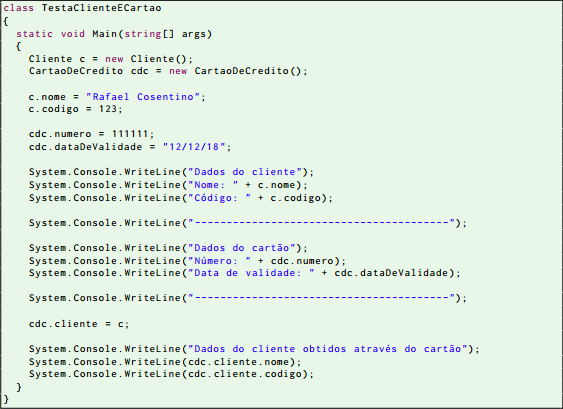 class TestaClienteECartao
{
  static void Main(string[] args)
  {
    Cliente c = new Cliente();
    CartaoDeCredito cdc = new CartaoDeCredito();

    c.nome = "Rafael Cosentino";
    c.codigo = 123;

    cdc.numero = 111111;
    cdc.dataDeValidade = "12/12/18";

    System.Console.WriteLine("Dados do cliente");
    System.Console.WriteLine("Nome: " + c.nome);
    System.Console.WriteLine("Código: " + c.codigo);

    System.Console.WriteLine("----------------------------------------");

    System.Console.WriteLine("Dados do cartão");
    System.Console.WriteLine("Número: " + cdc.numero);
    System.Console.WriteLine("Data de validade: " + cdc.dataDeValidade);

    System.Console.WriteLine("----------------------------------------");

    cdc.cliente = c;

    System.Console.WriteLine("Dados do cliente obtidos através do cartão");
    System.Console.WriteLine(cdc.cliente.nome);
    System.Console.WriteLine(cdc.cliente.codigo);
  }
}